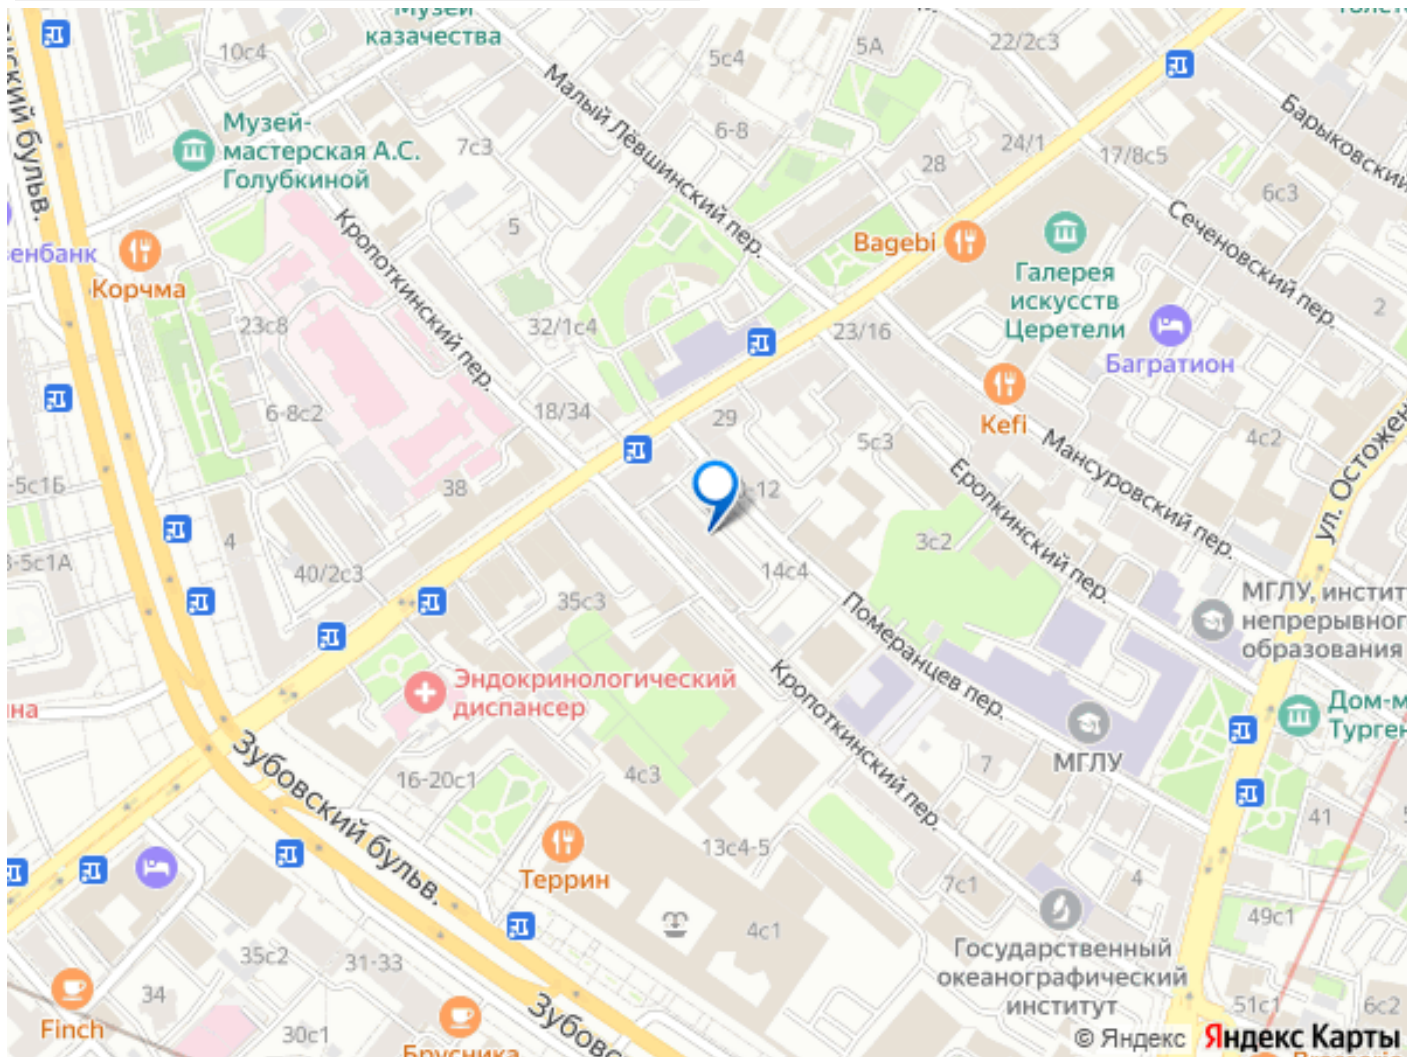 Музей
казачества
10с4
5с4
5А
22/2с3
Барыковский
Малый Лёвшинский пер.
Музей-
мастерская А.С.
Голубкиной
7с3
6-8
24/1
28
17/8с5
6с3
Сеченовский пер.
Кропоткинский пер.
5
Bagebi
Галерея
искусств
Церетели
Корчма
23с8
32/1с4
23/16
2
Багратион
6-8с2
18/34
29
5с3
Kefi
4с2
Мансуровский пер.
Еропкинский пер.
38
-12
-5с1Б
4
3с2
40/2с3
14с4
35с3
-5с1А
МГЛУ, инстит
непрерывног
образования
Померанцев пер.
Эндокринологический
диспансер
Кропоткинский пер.
МГЛУ
Дом-м
Турген
Зубовский бульв.
16-20с1
4с3
7
41
13с4-5
Террин
7с1
4
49с1
4с1
Государственный
океанографический
институт
35с2
31-33
34
Finch
30с1
Брусника
51с1
6с2
© Яндекс Яндекс Карты